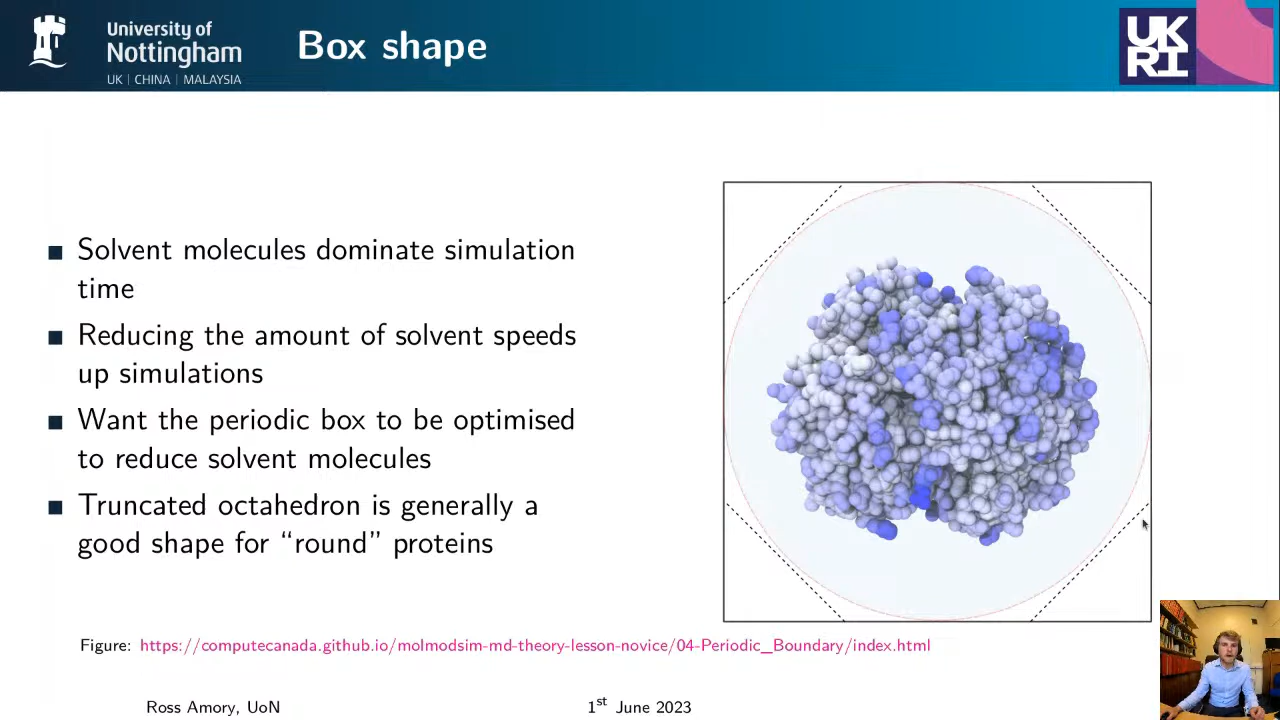 University of
Nottingham
UK | CHINA | MALAYSIA
Box shape
UK
RI
Solvent molecules dominate simulation
time
Reducing the amount of solvent speeds
up simulations
Want the periodic box to be optimised
to reduce solvent molecules
Truncated octahedron is generally a
good shape for “round” proteins
Figure: https://computecanada.github.io/molmodsim-md-theory-lesson-novice/04-Periodic_Boundary/index.html
Ross Amory, UoN
1st June 2023